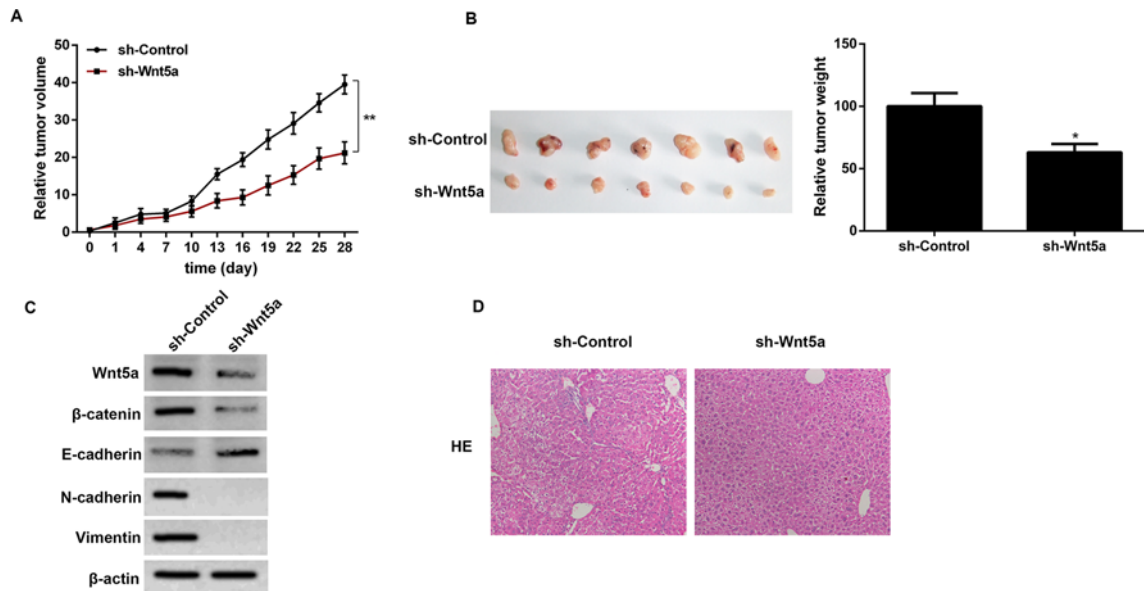 A
Relative tumor volume
50
40
30
20
10
0
sh-Control
sh-Wnt5a
**
0 1 4 7 10 13 16 19 22 25 28
time (day)
B
sh-Control
sh-Wnt5a
Relative tumor weight
150
100
50
0
*
sh-Control sh-Wnt5a
C
sh-Control sh-Wnt5a
Wnt5a
β-catenin
E-cadherin
N-cadherin
Vimentin
β-actin
D
sh-Control sh-Wnt5a
HE